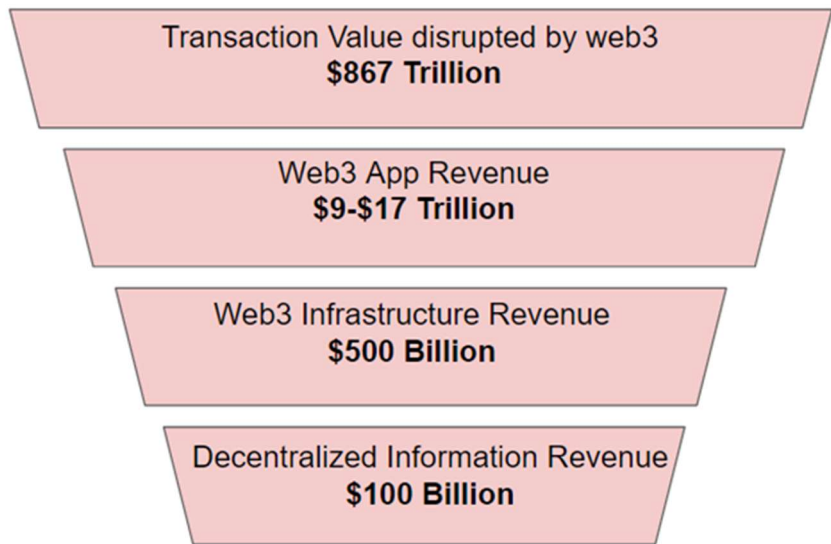 Transaction Value disrupted by web3
$867 Trillion
Web3 App Revenue
$9-$17 Trillion
Web3 Infrastructure Revenue
$500 Billion
Decentralized Information Revenue
$100 Billion